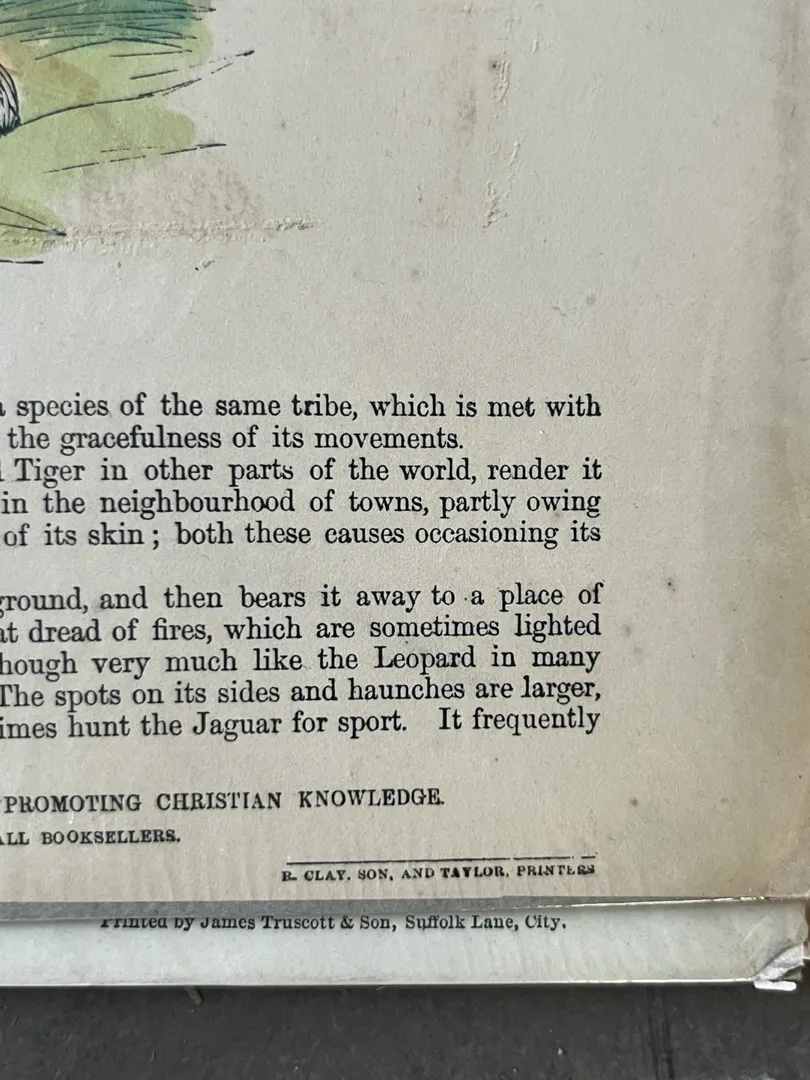 species of the same tribe, which is met with
the gracefulness of its movements.
Tiger in other parts of the world, render it
in the neighbourhood of towns, partly owing
of its skin; both these causes occasioning its
ground, and then bears it away to a place of
at dread of fires, which are sometimes lighted
hough very much like the Leopard in many
The spots on its sides and haunches are larger,
imes hunt the Jaguar for sport. It frequently
PROMOTING CHRISTIAN KNOWLEDGE.
ALL BOOKSELLERS.
R. CLAY, SON, AND TAYLOR, PRINTERS
Printed by James Truscott & Son, Suffolk Lane, City.